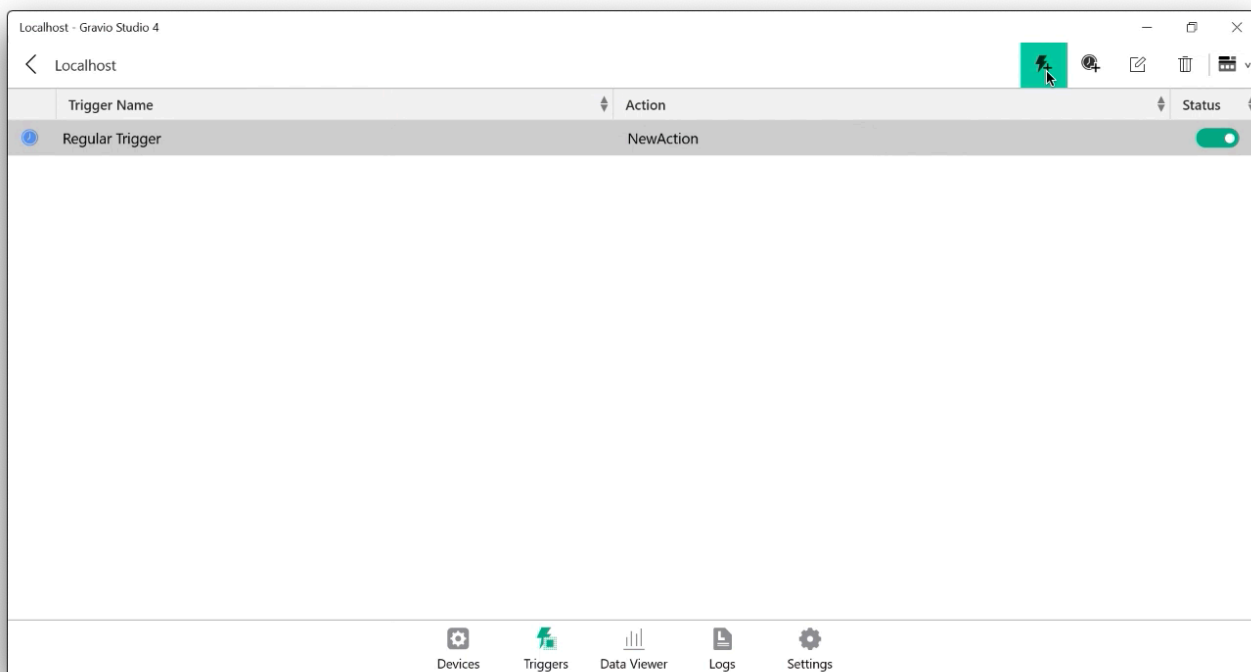 Localhost - Gravio Studio 4
Localhost
Trigger Name Action Status
Regular Trigger NewAction
Devices Triggers Data Viewer Logs Settings